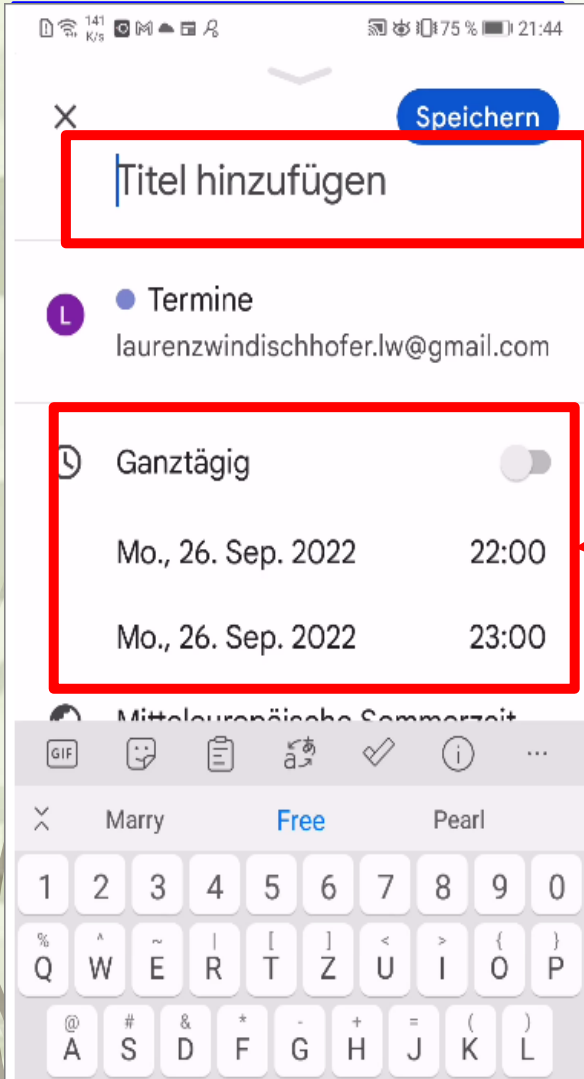 141 K/s 75 % 21:44
Speichern
Titel hinzufügen
L Termine
laurenzwindischhofer.lw@gmail.com
Ganztägig
Mo., 26. Sep. 2022 22:00
Mo., 26. Sep. 2022 23:00
Mitteleuropäische Sommerzeit
GIF aあ i ...
Marry Free Pearl
1 2 3 4 5 6 7 8 9 0
% ^ ~ | [ ] < > { }
Q W E R T Z U I O P
@ # & * - + = ( )
A S D F G H J K L